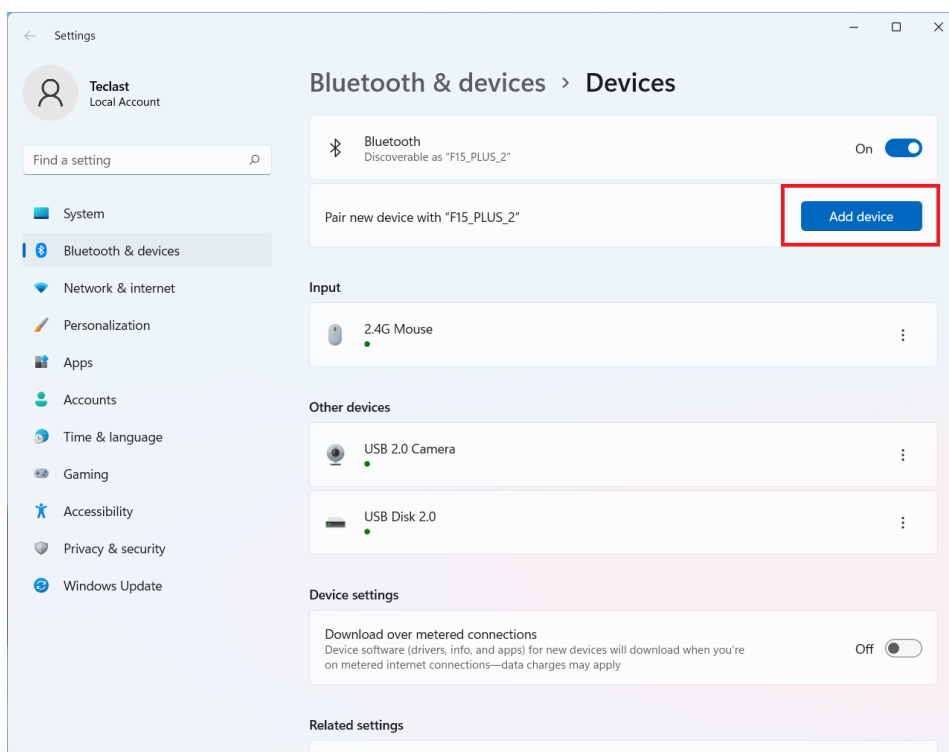 Settings
Teclast
Local Account
Find a setting
System
Bluetooth & devices
Network & internet
Personalization
Apps
Accounts
Time & language
Gaming
Accessibility
Privacy & security
Windows Update
Bluetooth & devices › Devices
Bluetooth
Discoverable as “F15_PLUS_2”
On
Pair new device with “F15_PLUS_2”
Add device
Input
2.4G Mouse
Other devices
USB 2.0 Camera
USB Disk 2.0
Device settings
Download over metered connections
Device software (drivers, info, and apps) for new devices will download when you’re
on metered internet connections—data charges may apply
Off
Related settings